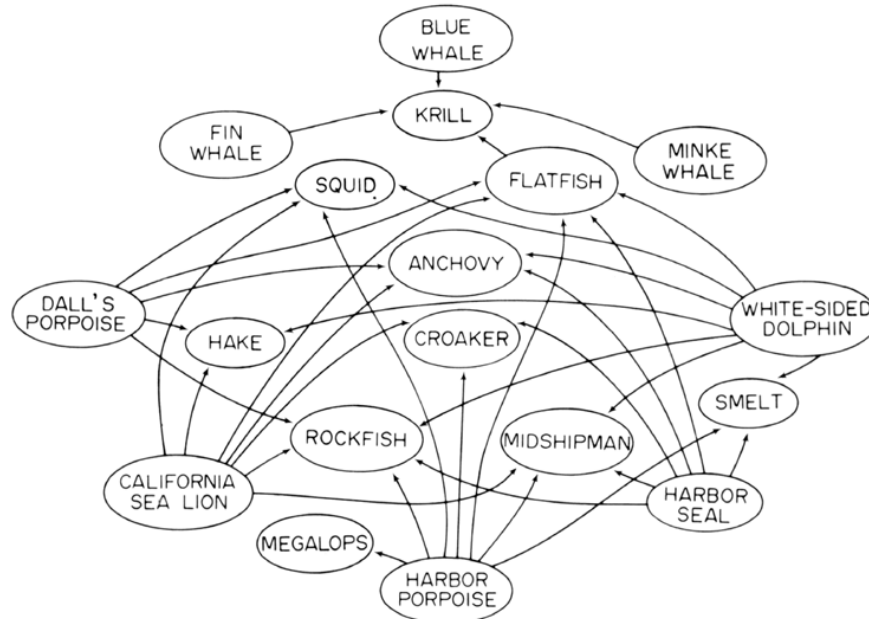 BLUE
WHALE
KRILL
FIN
WHALE
MINKE
WHALE
SQUID
FLATFISH
ANCHOVY
DALL'S
PORPOISE
WHITE-SIDED
DOLPHIN
HAKE
CROAKER
SMELT
ROCKFISH
MIDSHIPMAN
CALIFORNIA
SEA LION
HARBOR
SEAL
MEGALOPS
HARBOR
PORPOISE